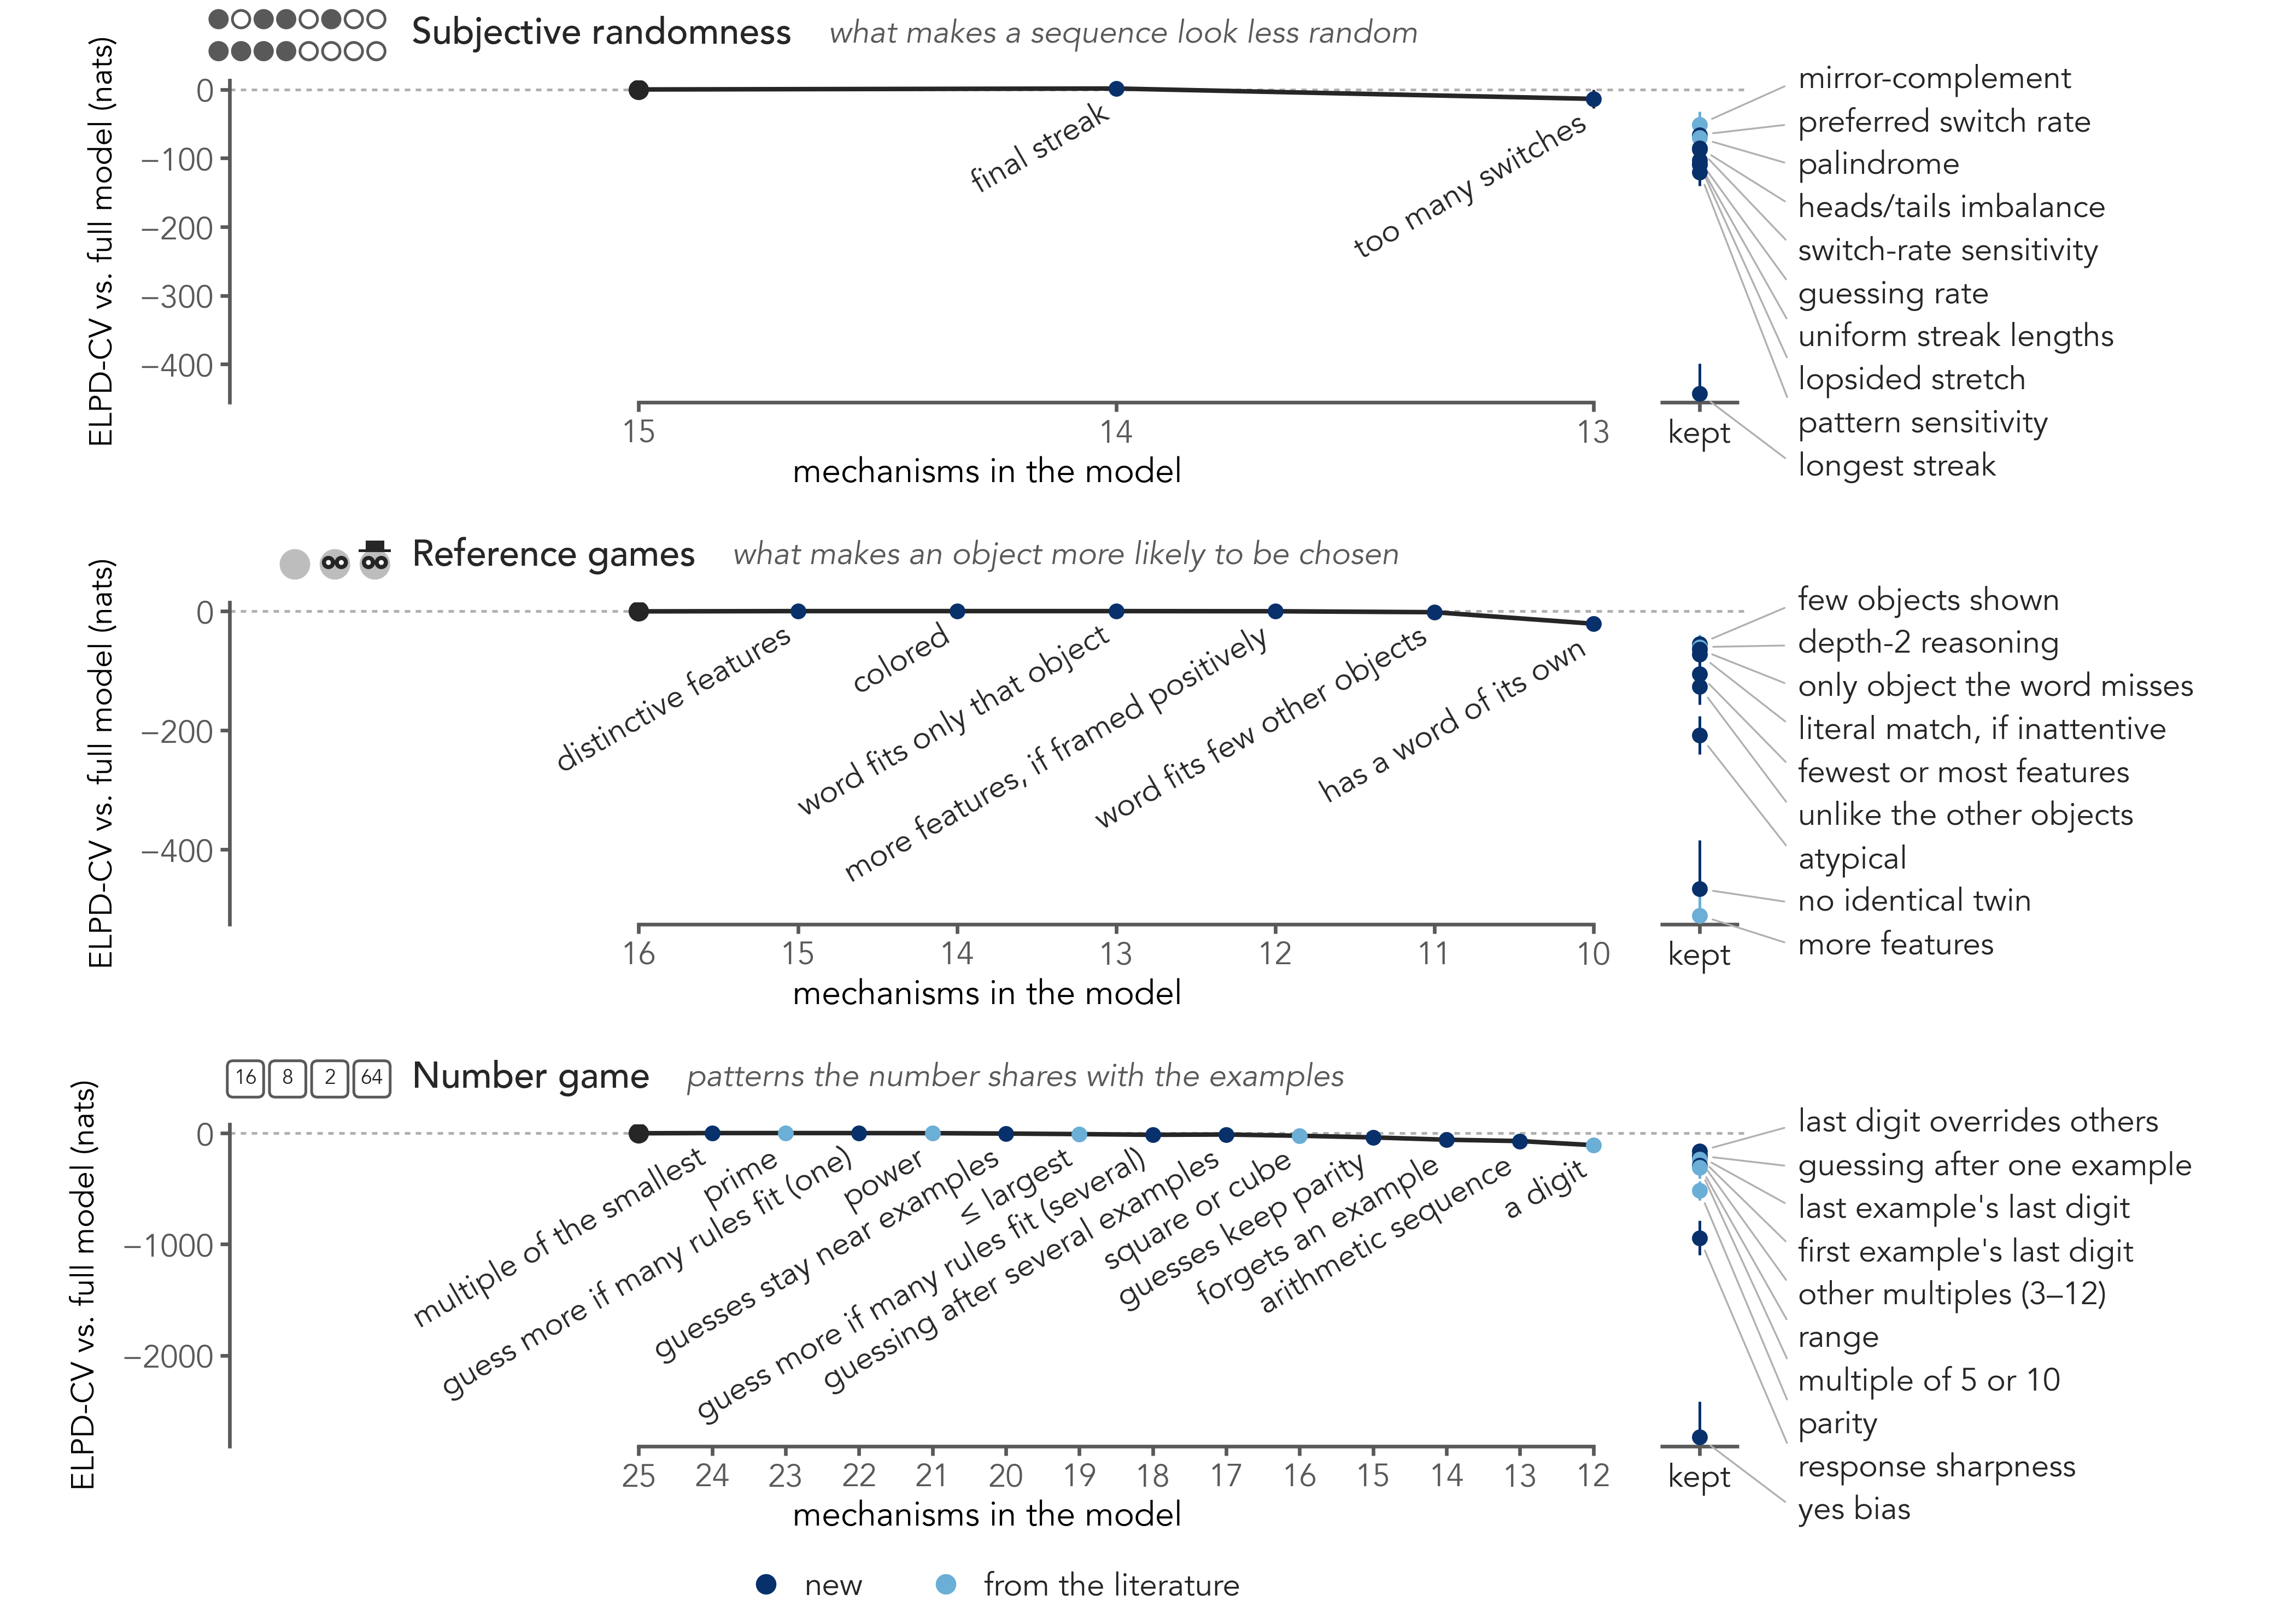 Subjective randomness what makes a sequence look less random
ELPD-CV vs. full model (nats)
0
−100
−200
−300
−400
final streak
too many switches
15 14 13
mechanisms in the model
kept
mirror-complement
preferred switch rate
palindrome
heads/tails imbalance
switch-rate sensitivity
guessing rate
uniform streak lengths
lopsided stretch
pattern sensitivity
longest streak
Reference games what makes an object more likely to be chosen
ELPD-CV vs. full model (nats)
0
−200
−400
distinctive features
colored
word fits only that object
more features, if framed positively
word fits few other objects
has a word of its own
16 15 14 13 12 11 10
mechanisms in the model
kept
few objects shown
depth-2 reasoning
only object the word misses
literal match, if inattentive
fewest or most features
unlike the other objects
atypical
no identical twin
more features
16 8 2 64
Number game patterns the number shares with the examples
ELPD-CV vs. full model (nats)
0
−1000
−2000
multiple of the smallest
prime
guess more if many rules fit (one)
power
guesses stay near examples
≤ largest
guess more if many rules fit (several)
guessing after several examples
square or cube
guesses keep parity
forgets an example
arithmetic sequence
a digit
25 24 23 22 21 20 19 18 17 16 15 14 13 12
mechanisms in the model
kept
last digit overrides others
guessing after one example
last example's last digit
first example's last digit
other multiples (3–12)
range
multiple of 5 or 10
parity
response sharpness
yes bias
new from the literature